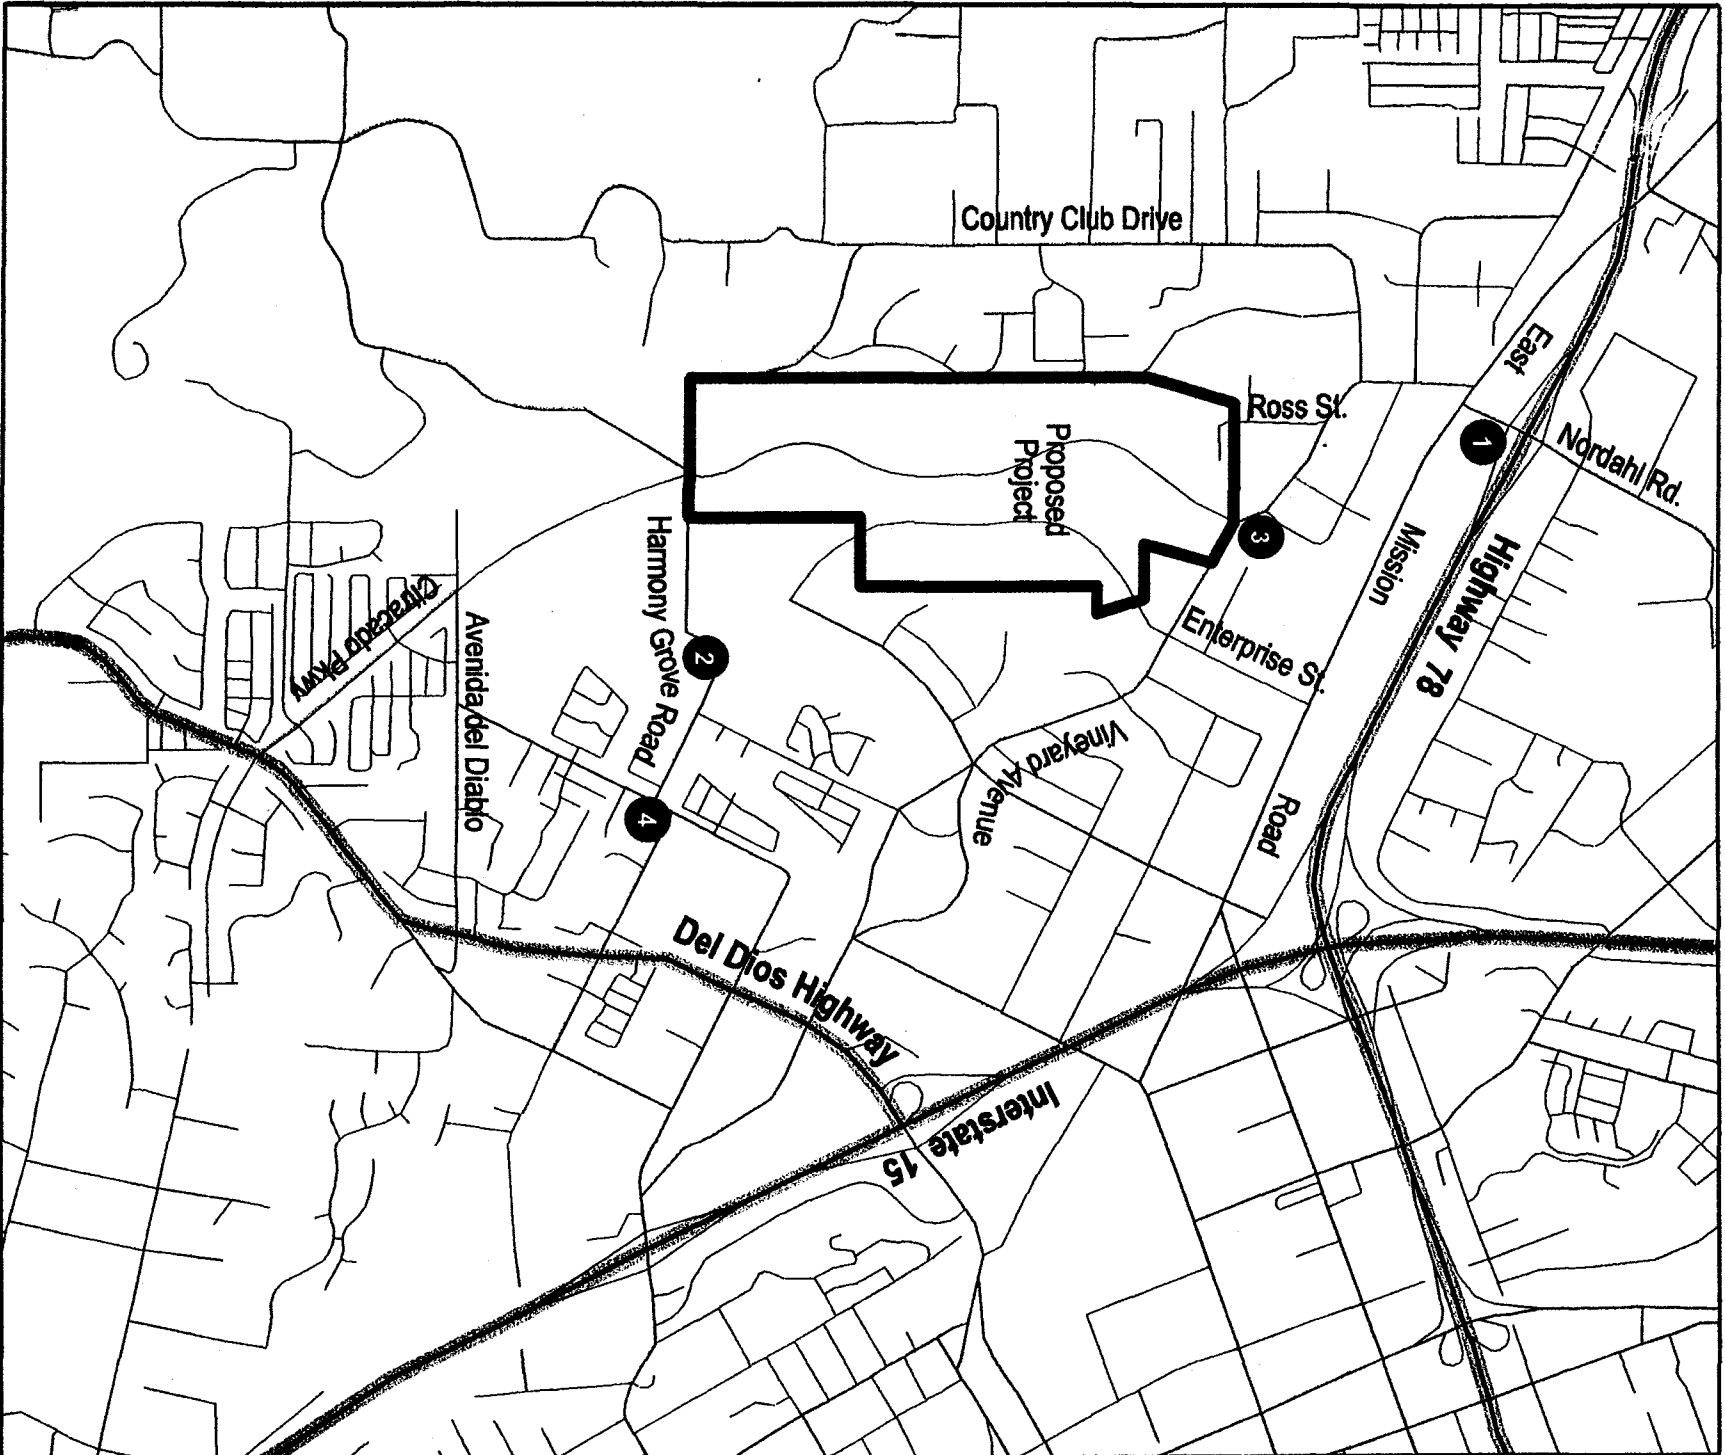 Country Club Drive
East
Ross St.
Nordahl Rd.
1
Proposed
Project
3
Mission
Highway 78
Harmony Grove Road
2
Enterprise St.
Citracado Pkwy
Avenida del Diablo
Vineyard Avenue
Road
4
Del Dios Highway
Interstate 15